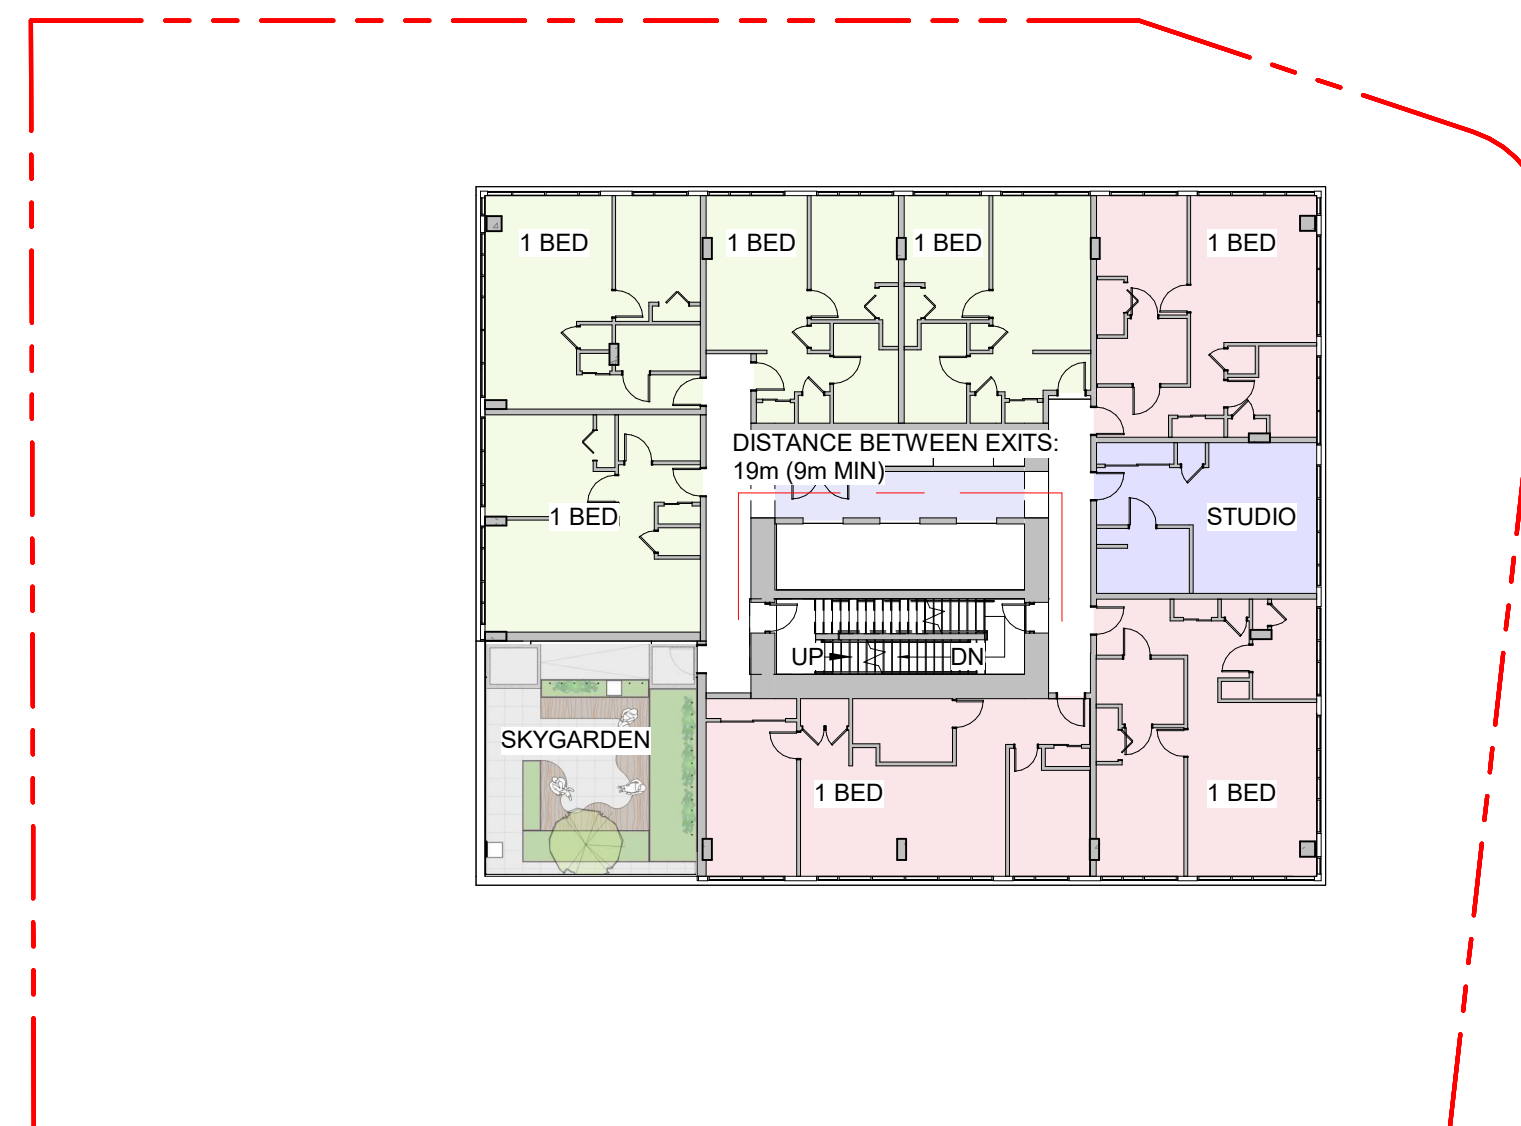 1 BED
1 BED
1 BED
1 BED
DISTANCE BETWEEN EXITS:
19m (9m MIN)
1 BED
STUDIO
UP
DN
SKYGARDEN
1 BED
1 BED